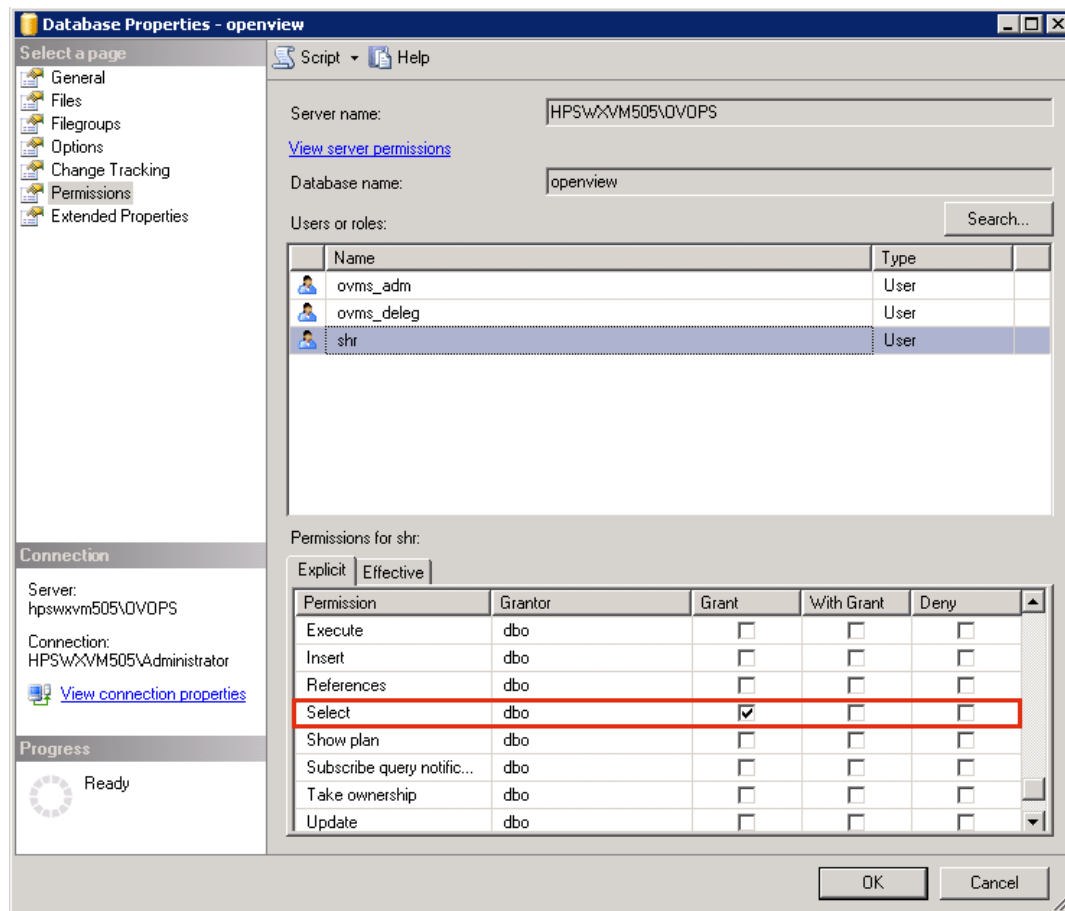 Database Properties - openview
Select a page
General
Files
Filegroups
Options
Change Tracking
Permissions
Extended Properties
Script Help
Server name: HPSWXVM505\OVOPS
View server permissions
Database name: openview
Users or roles: Search...
Name Type
ovms_adm User
ovms_deleg User
shr User
Permissions for shr:
Explicit Effective
Permission Grantor Grant With Grant Deny
Execute dbo
Insert dbo
References dbo
Select dbo
Show plan dbo
Subscribe query notific... dbo
Take ownership dbo
Update dbo
Connection
Server:
hpswxvm505\OVOPS
Connection:
HPSWXVM505\Administrator
View connection properties
Progress
Ready
OK Cancel